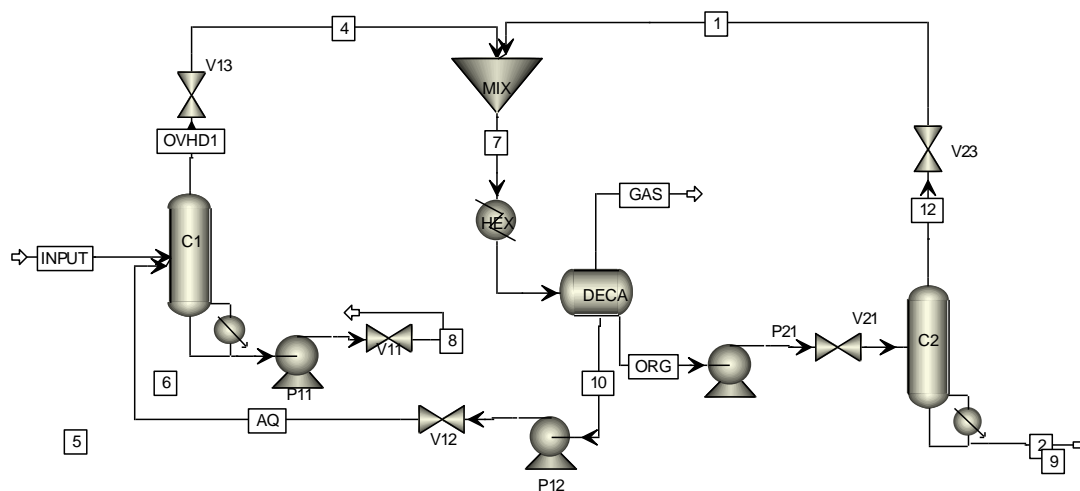 4
1
V13
MIX
OVHD1
V23
7
GAS
12
HEX
C1
INPUT
DECA
P21
V21
V11
8
C2
ORG
6
P11
10
AQ
V12
5
2
9
P12